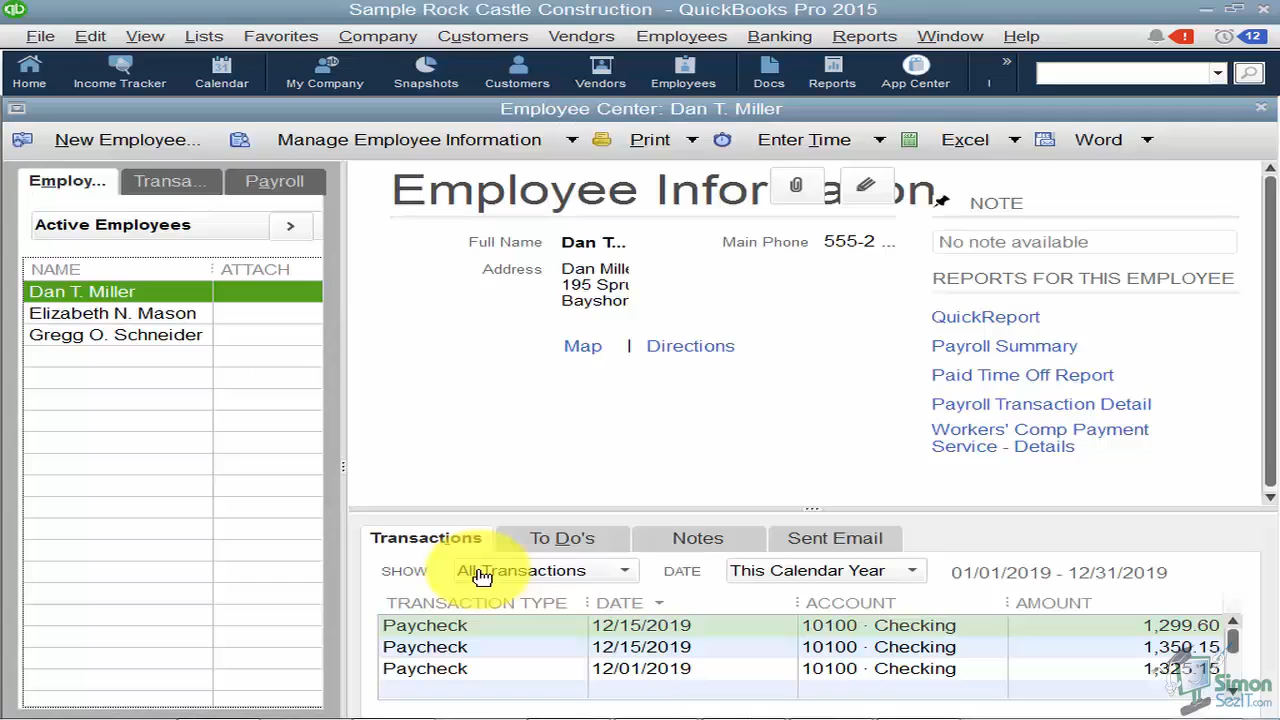 qb Sample Rock Castle Construction - QuickBooks Pro 2015
File Edit View Lists Favorites Company Customers Vendors Employees Banking Reports Window Help ! 12
Home Income Tracker Calendar My Company Snapshots Customers Vendors Employees Docs Reports App Center I »
Employee Center: Dan T. Miller
New Employee... Manage Employee Information Print Enter Time Excel Word
Employ... Transa... Payroll
Active Employees
NAME ATTACH
Dan T. Miller
Elizabeth N. Mason
Gregg O. Schneider
Employee Infor ation
Full Name Dan T... Main Phone 555-2 ...
Address Dan Mille
195 Spru
Bayshor
Map | Directions
NOTE
No note available
REPORTS FOR THIS EMPLOYEE
QuickReport
Payroll Summary
Paid Time Off Report
Payroll Transaction Detail
Workers' Comp Payment
Service - Details
Transactions To Do's Notes Sent Email
SHOW All Transactions DATE This Calendar Year 01/01/2019 - 12/31/2019
TRANSACTION TYPE DATE ACCOUNT AMOUNT
Paycheck 12/15/2019 10100 · Checking 1,299.60
Paycheck 12/15/2019 10100 · Checking 1,350.15
Paycheck 12/01/2019 10100 · Checking 1,325.15
Simon
SezIT.com